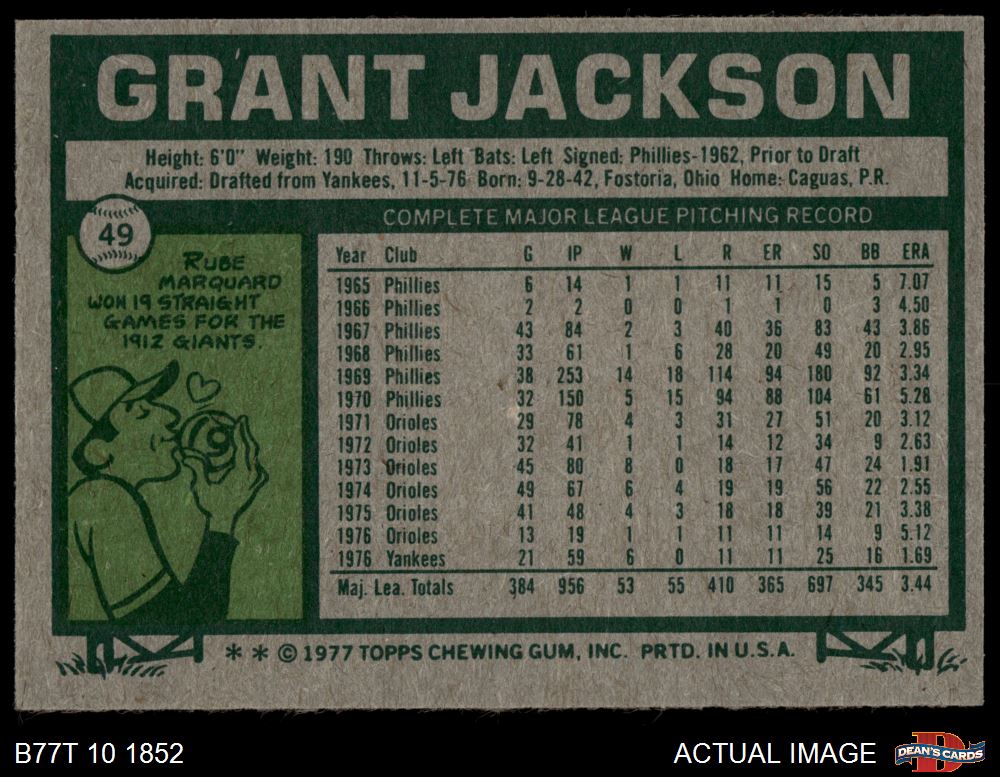 GRANT JACKSON
Height: 6'0" Weight: 190 Throws: Left Bats: Left Signed: Phillies-1962, Prior to Draft
Acquired: Drafted from Yankees, 11-5-76 Born: 9-28-42, Fostoria, Ohio Home: Caguas, P.R.
49
RUBE
MARQUARD
WON 19 STRAIGHT
GAMES FOR THE
1912 GIANTS.
19
COMPLETE MAJOR LEAGUE PITCHING RECORD
Year Club G IP W L R ER SO BB ERA
1965 Phillies 6 14 1 1 11 11 15 5 7.07
1966 Phillies 2 2 0 0 1 1 0 3 4.50
1967 Phillies 43 84 2 3 40 36 83 43 3.86
1968 Phillies 33 61 1 6 28 20 49 20 2.95
1969 Phillies 38 253 14 18 114 94 180 92 3.34
1970 Phillies 32 150 5 15 94 88 104 61 5.28
1971 Orioles 29 78 4 3 31 27 51 20 3.12
1972 Orioles 32 41 1 1 14 12 34 9 2.63
1973 Orioles 45 80 8 0 18 17 47 24 1.91
1974 Orioles 49 67 6 4 19 19 56 22 2.55
1975 Orioles 41 48 4 3 18 18 39 21 3.38
1976 Orioles 13 19 1 1 11 11 14 9 5.12
1976 Yankees 21 59 6 0 11 11 25 16 1.69
Maj. Lea. Totals 384 956 53 55 410 365 697 345 3.44
* * © 1977 TOPPS CHEWING GUM, INC. PRTD. IN U.S.A.
B77T 10 1852
ACTUAL IMAGE
D
DEAN'S CARDS